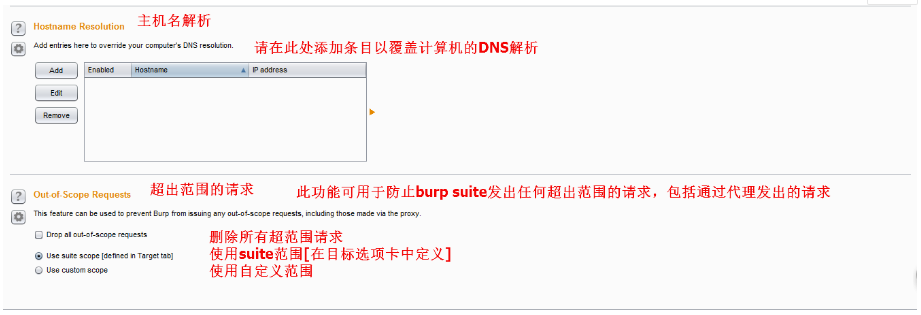 Hostname Resolution 主机名解析
Add entries here to override your computer's DNS resolution. 请在此处添加条目以覆盖计算机的DNS解析
Add Enabled Hostname IP address
Edit
Remove
Out-of-Scope Requests 超出范围的请求 此功能可用于防止burp suite发出任何超出范围的请求，包括通过代理发出的请求
This feature can be used to prevent Burp from issuing any out-of-scope requests, including those made via the proxy.
Drop all out-of-scope requests 删除所有超范围请求
Use suite scope [defined in Target tab] 使用suite范围[在目标选项卡中定义]
Use custom scope 使用自定义范围